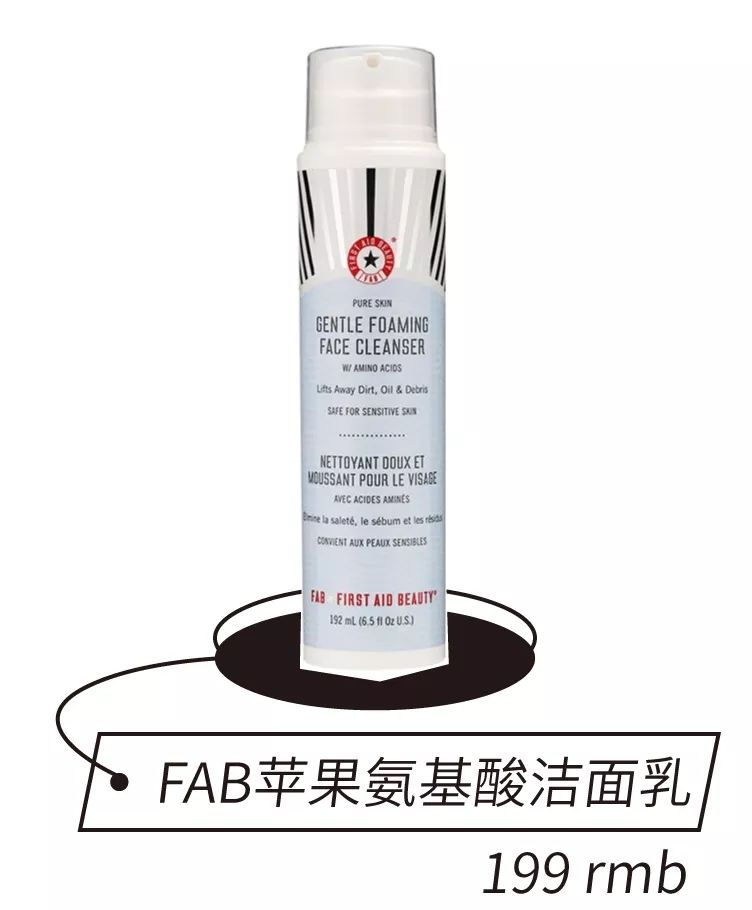 FIRST AID BEAUTY
FAB
PURE SKIN
GENTLE FOAMING
FACE CLEANSER
W/ AMINO ACIDS
Lifts Away Dirt, Oil & Debris
SAFE FOR SENSITIVE SKIN
NETTOYANT DOUX ET
MOUSSANT POUR LE VISAGE
AVEC ACIDES AMINÉS
Élimine la saleté, le sébum et les résidus
CONVIENT AUX PEAUX SENSIBLES
FAB FIRST AID BEAUTY®
192 mL (6.5 fl Oz U.S.)
FAB苹果氨基酸洁面乳
199 rmb